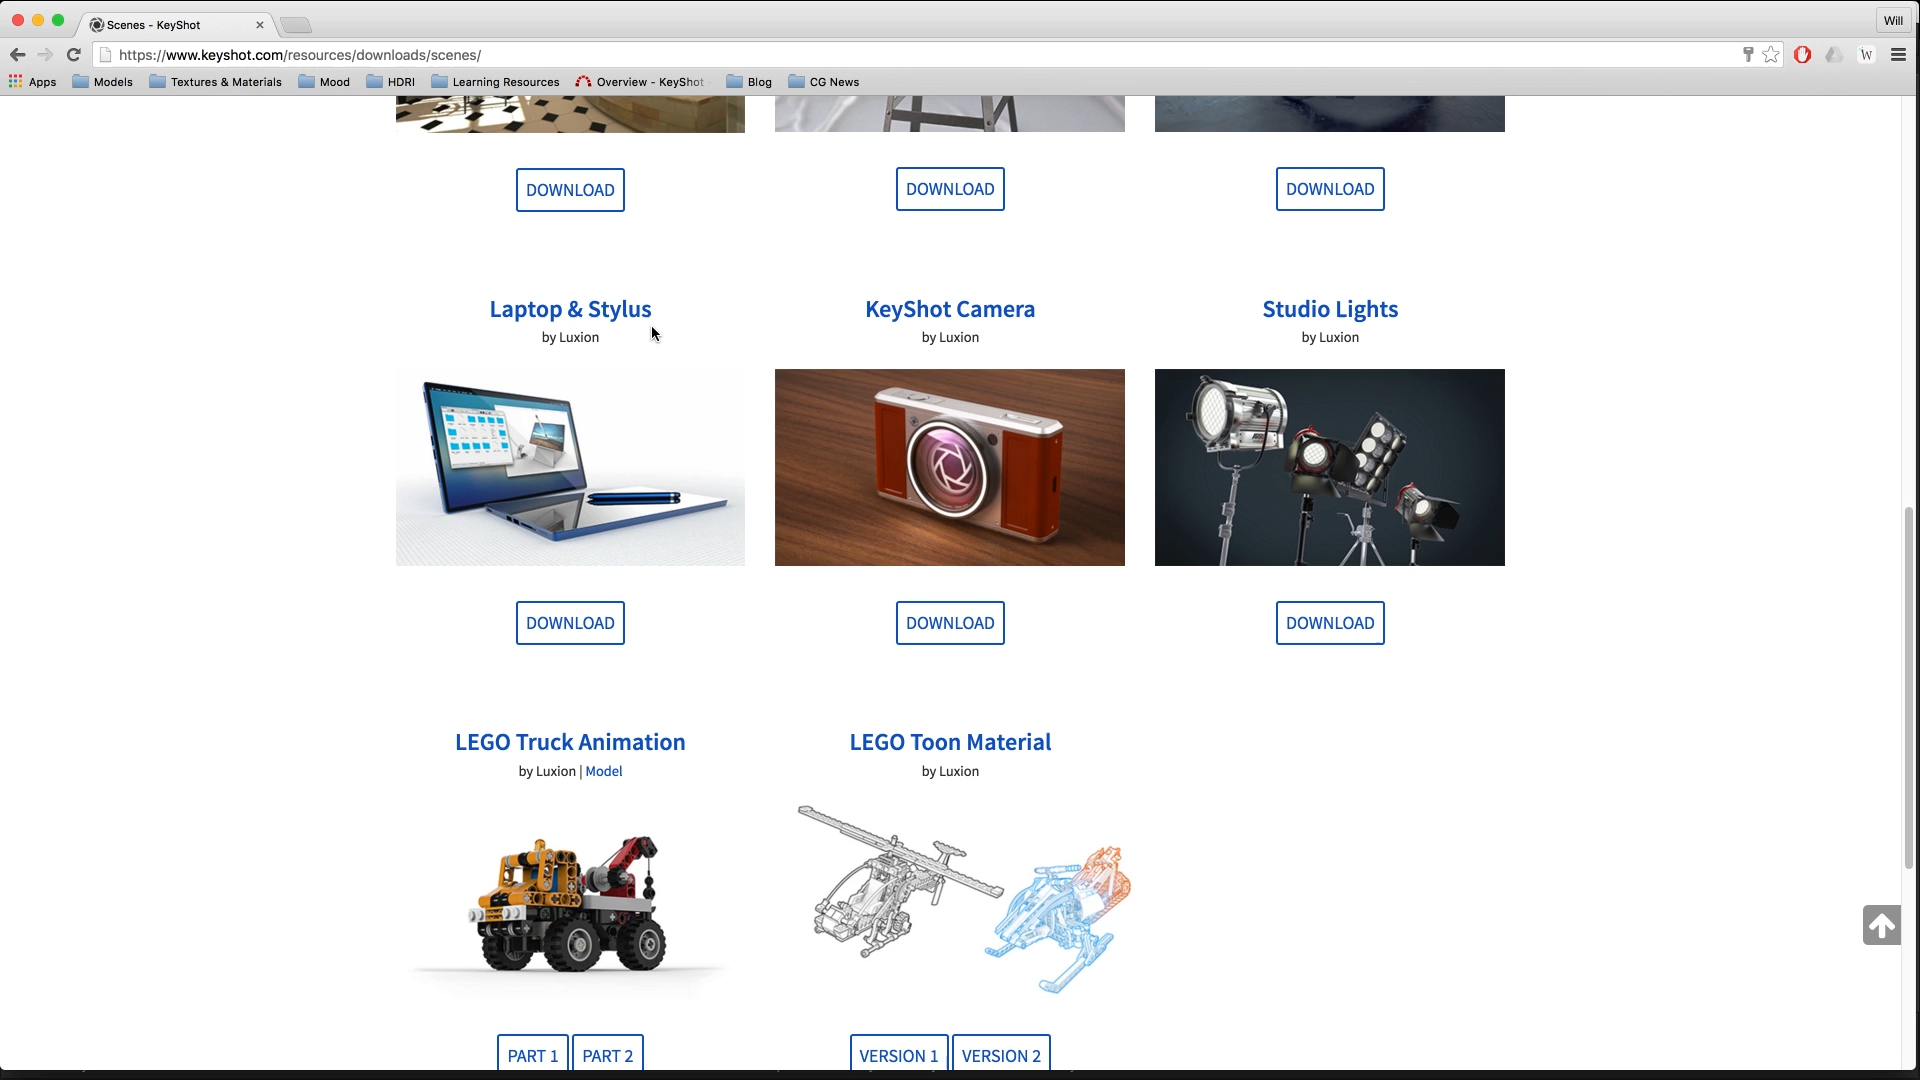 Scenes - KeyShot
Will
https://www.keyshot.com/resources/downloads/scenes/
Apps Models Textures & Materials Mood HDRI Learning Resources Overview - KeyShot Blog CG News
DOWNLOAD DOWNLOAD DOWNLOAD
Laptop & Stylus KeyShot Camera Studio Lights
by Luxion by Luxion by Luxion
DOWNLOAD DOWNLOAD DOWNLOAD
LEGO Truck Animation LEGO Toon Material
by Luxion | Model by Luxion
PART 1 PART 2 VERSION 1 VERSION 2